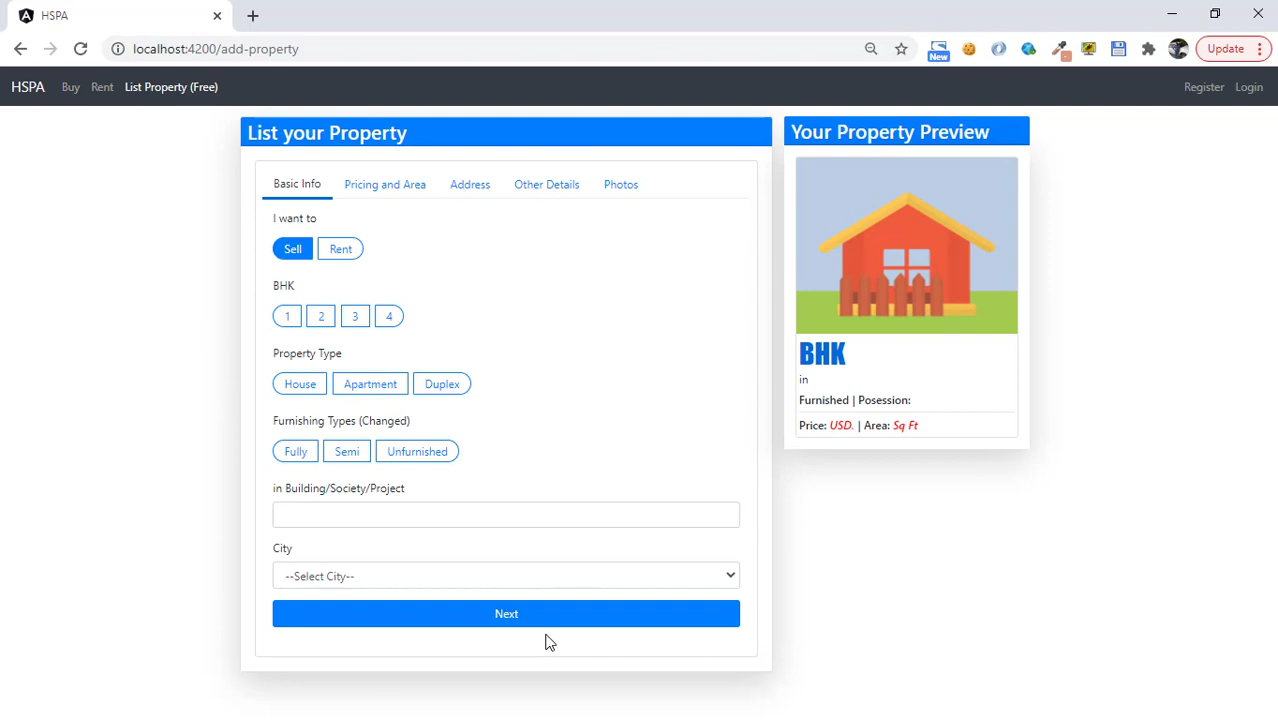 HSPA
localhost:4200/add-property
New
Update
HSPA Buy Rent List Property (Free) Register Login
List your Property
Basic Info Pricing and Area Address Other Details Photos
I want to
Sell Rent
BHK
1 2 3 4
Property Type
House Apartment Duplex
Furnishing Types (Changed)
Fully Semi Unfurnished
in Building/Society/Project
City
--Select City--
Next
Your Property Preview
BHK
in
Furnished | Posession:
Price: USD. | Area: Sq Ft